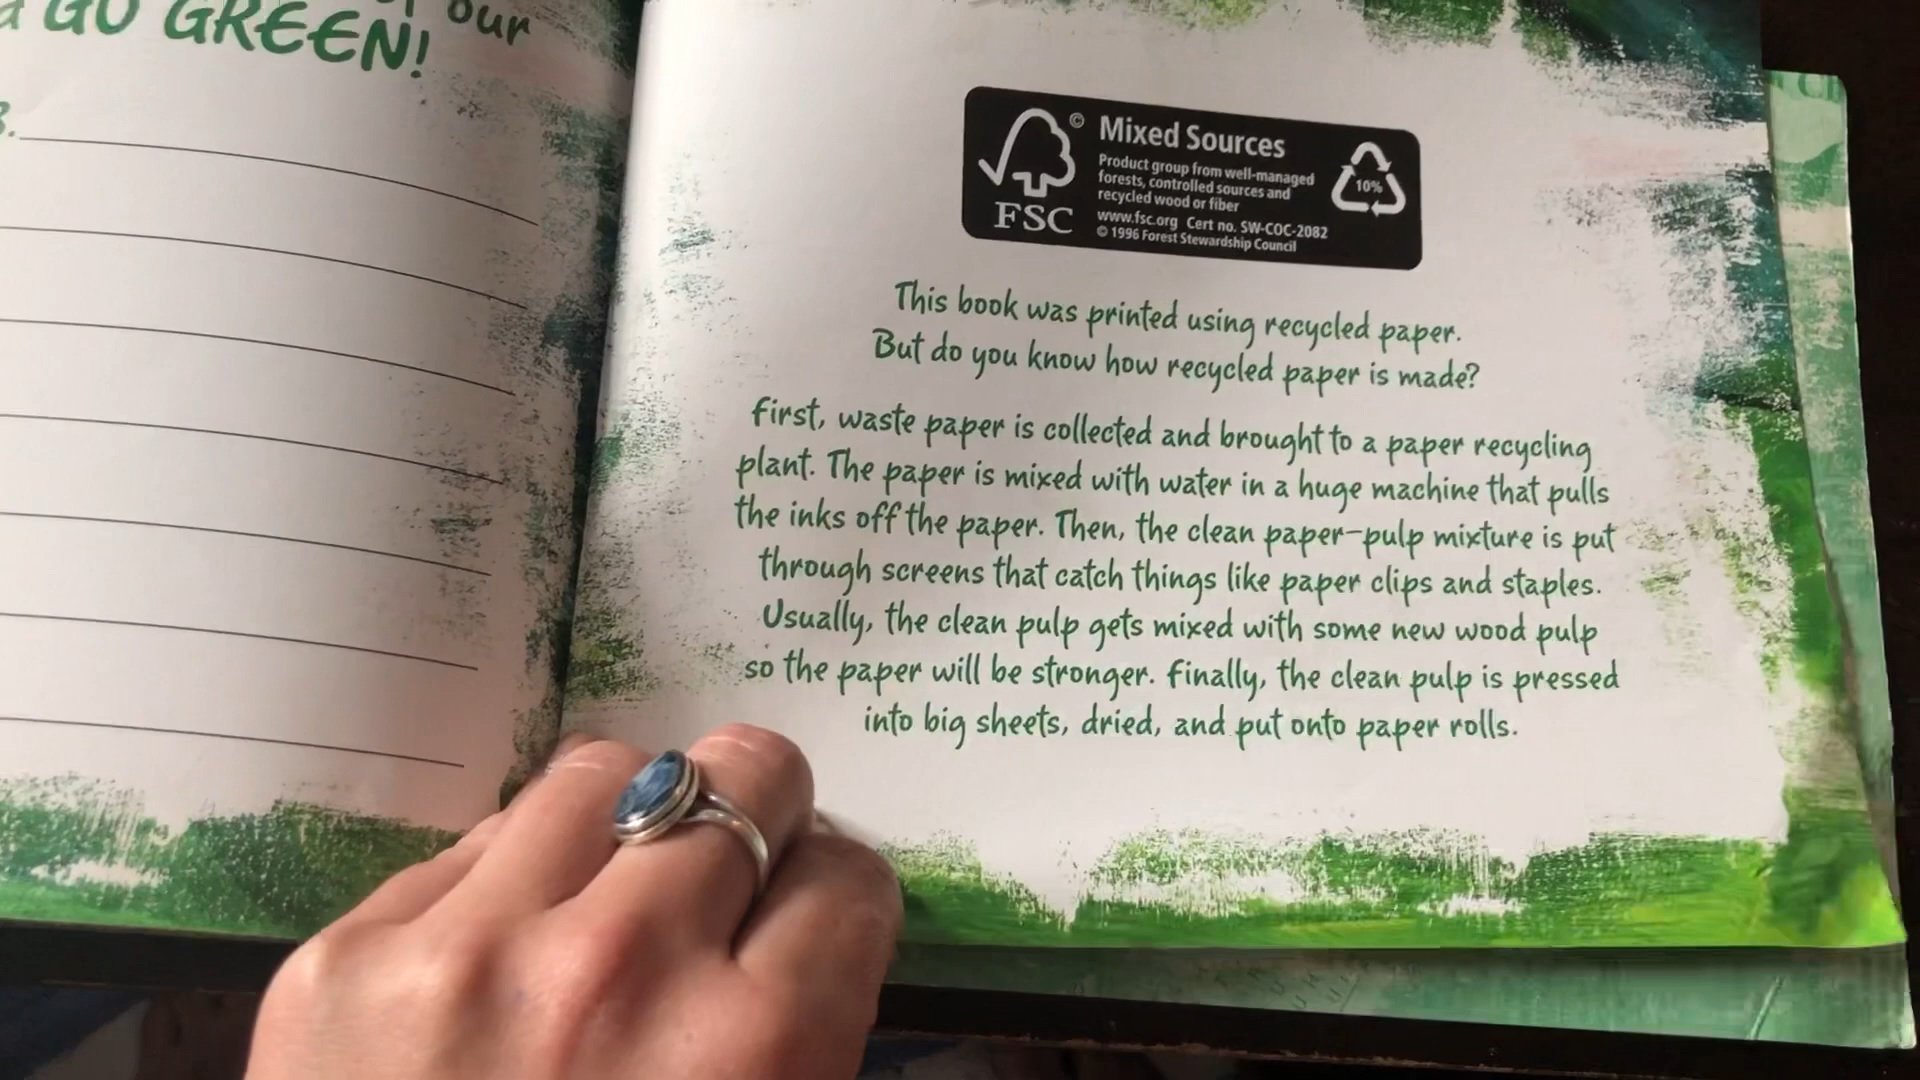 our
GO GREEN!
3.
©
Mixed Sources
Product group from well-managed
forests, controlled sources and
recycled wood or fiber
www.fsc.org Cert no. SW-COC-2082
© 1996 Forest Stewardship Council
FSC
10%
This book was printed using recycled paper.
But do you know how recycled paper is made?
First, waste paper is collected and brought to a paper recycling
plant. The paper is mixed with water in a huge machine that pulls
the inks off the paper. Then, the clean paper-pulp mixture is put
through screens that catch things like paper clips and staples.
Usually, the clean pulp gets mixed with some new wood pulp
so the paper will be stronger. Finally, the clean pulp is pressed
into big sheets, dried, and put onto paper rolls.